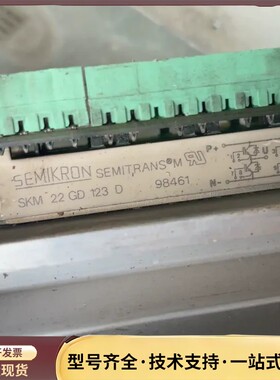 SEMIKRON SEMITRANS®M
SKM 22 GD 123 D 98461
P+
N-
开发票
现货
型号齐全·技术支持·一站式